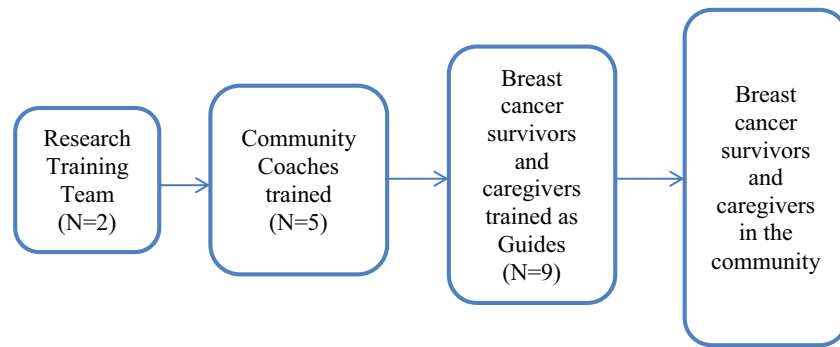 Research
Training
Team
(N=2)
Community
Coaches
trained
(N=5)
Breast
cancer
survivors
and
caregivers
trained as
Guides
(N=9)
Breast
cancer
survivors
and
caregivers
in the
community